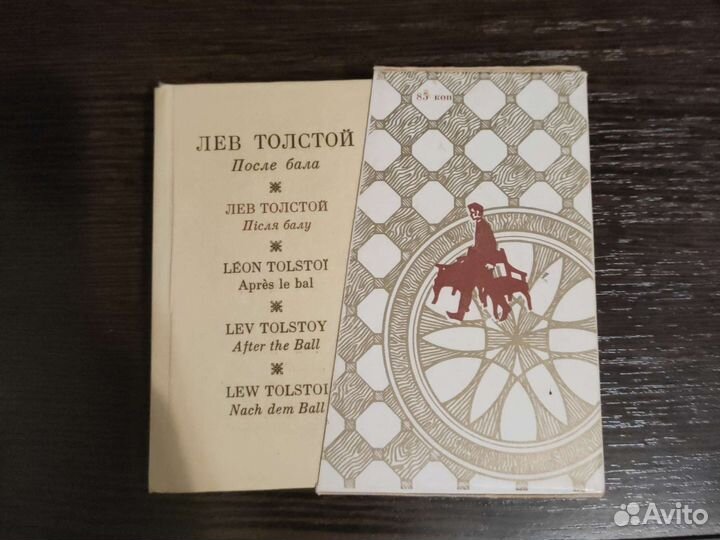 ЛЕВ ТОЛСТОЙ
После бала
ЛЕВ ТОЛСТОЙ
Після балу
LÉON TOLSTOÏ
Après le bal
LEV TOLSTOY
After the Ball
LEW TOLSTOI
Nach dem Ball
85 коп
Avito